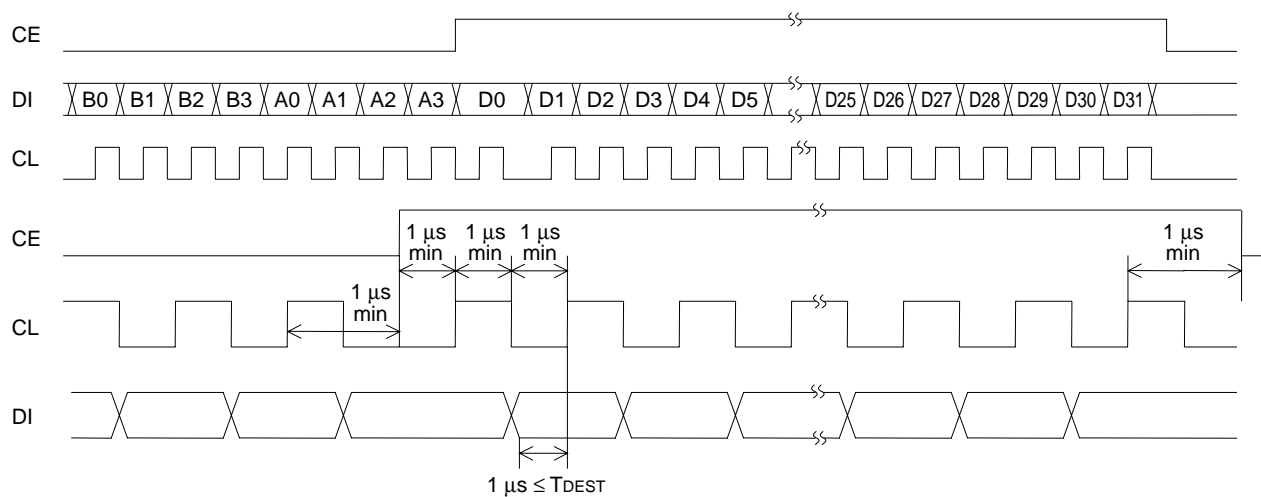 CE
DI B0 B1 B2 B3 A0 A1 A2 A3 D0 D1 D2 D3 D4 D5 D25 D26 D27 D28 D29 D30 D31
CL
CE
1 μs min 1 μs min 1 μs min 1 μs min
1 μs min
CL
DI
1 μs ≤ TDEST